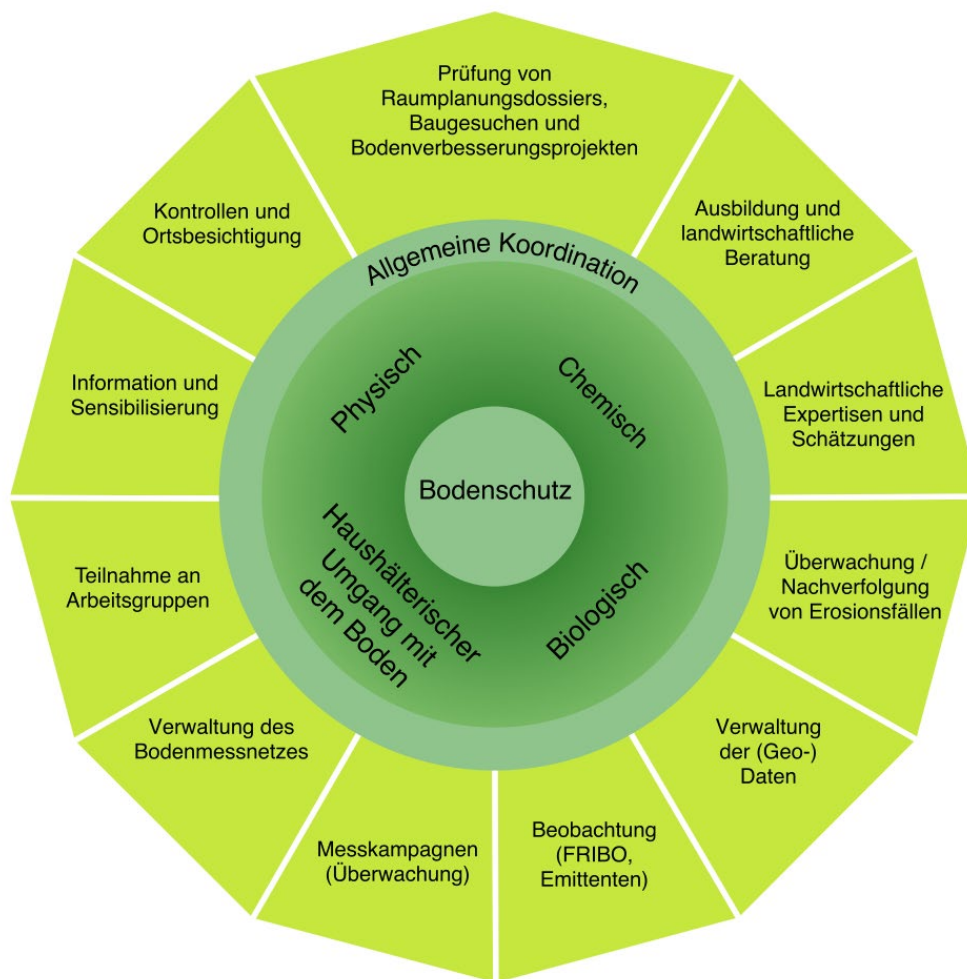 Prüfung von
Raumplanungsdossiers,
Baugesuchen und
Bodenverbesserungsprojekten
Ausbildung und
landwirtschaftliche
Beratung
Landwirtschaftliche
Expertisen und
Schätzungen
Überwachung /
Nachverfolgung
von Erosionsfällen
Verwaltung
der (Geo-)
Daten
Beobachtung
(FRIBO,
Emittenten)
Messkampagnen
(Überwachung)
Verwaltung des
Bodenmessnetzes
Teilnahme an
Arbeitsgruppen
Information und
Sensibilisierung
Kontrollen und
Ortsbesichtigung
Allgemeine Koordination
Physisch
Chemisch
Biologisch
Haushälterischer
Umgang mit
dem Boden
Bodenschutz